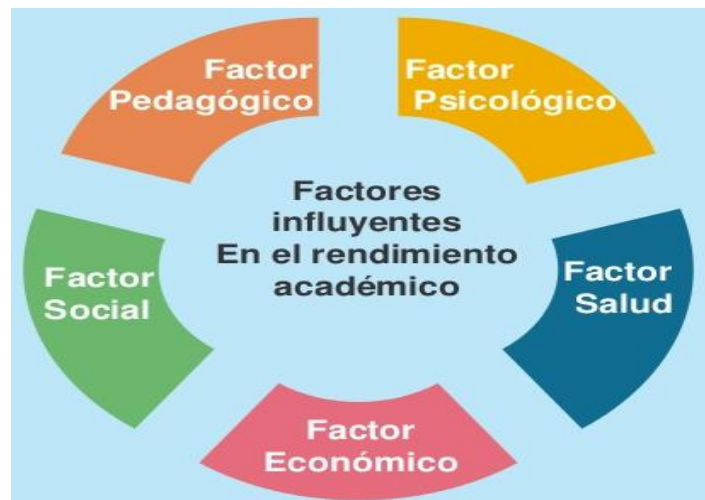 Factor
Pedagógico
Factor
Psicológico
Factores
influyentes
En el rendimiento
académico
Factor
Social
Factor
Salud
Factor
Económico